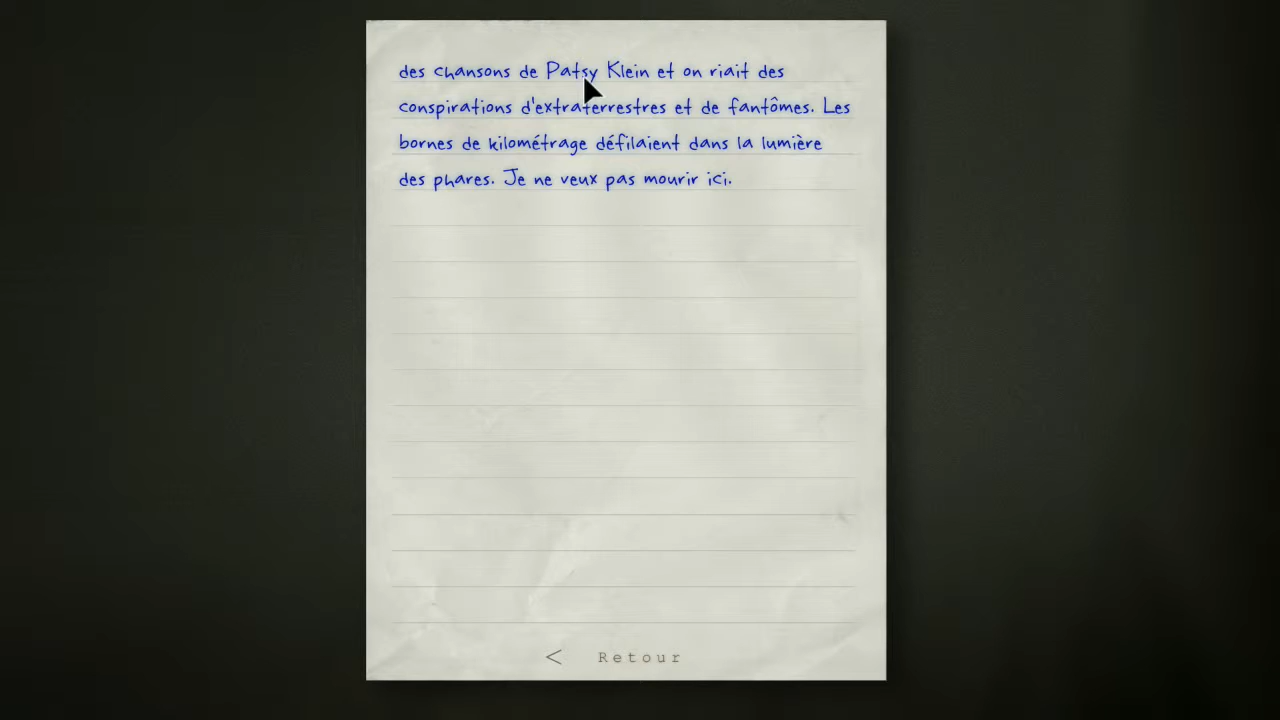 des chansons de Patsy Klein et on riait des
conspirations d'extraterrestres et de fantômes. Les
bornes de kilométrage défilaient dans la lumière
des phares. Je ne veux pas mourir ici.
< Retour